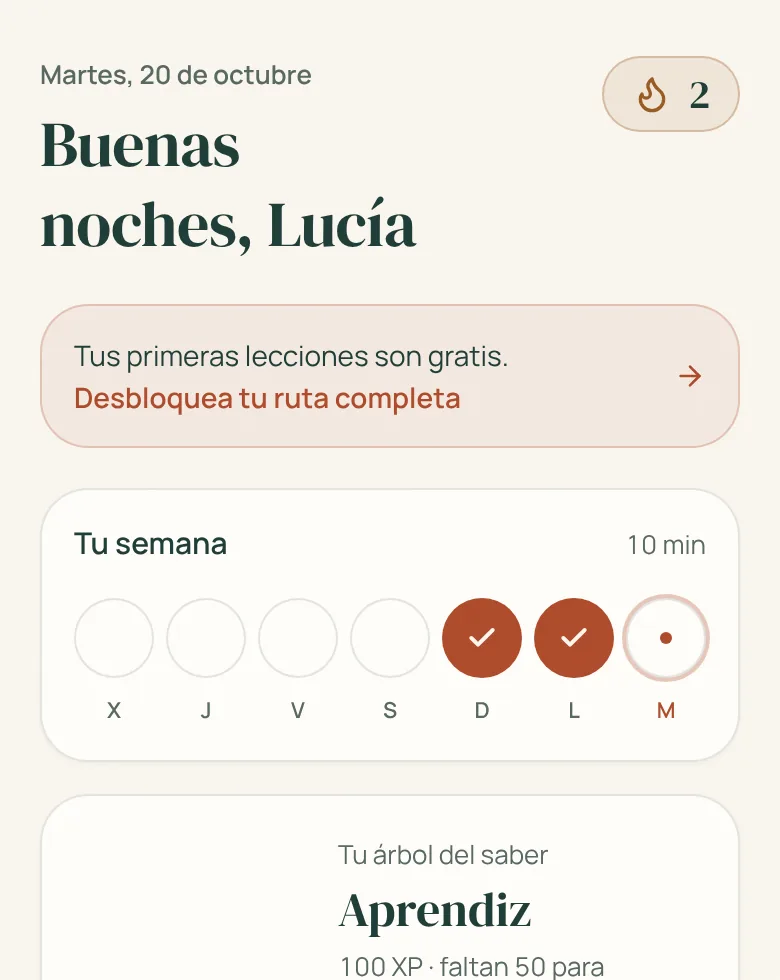 Martes, 20 de octubre
2
Buenas
noches, Lucía
Tus primeras lecciones son gratis.
Desbloquea tu ruta completa
Tu semana
10 min
X J V S D L M
Tu árbol del saber
Aprendiz
100 XP · faltan 50 para